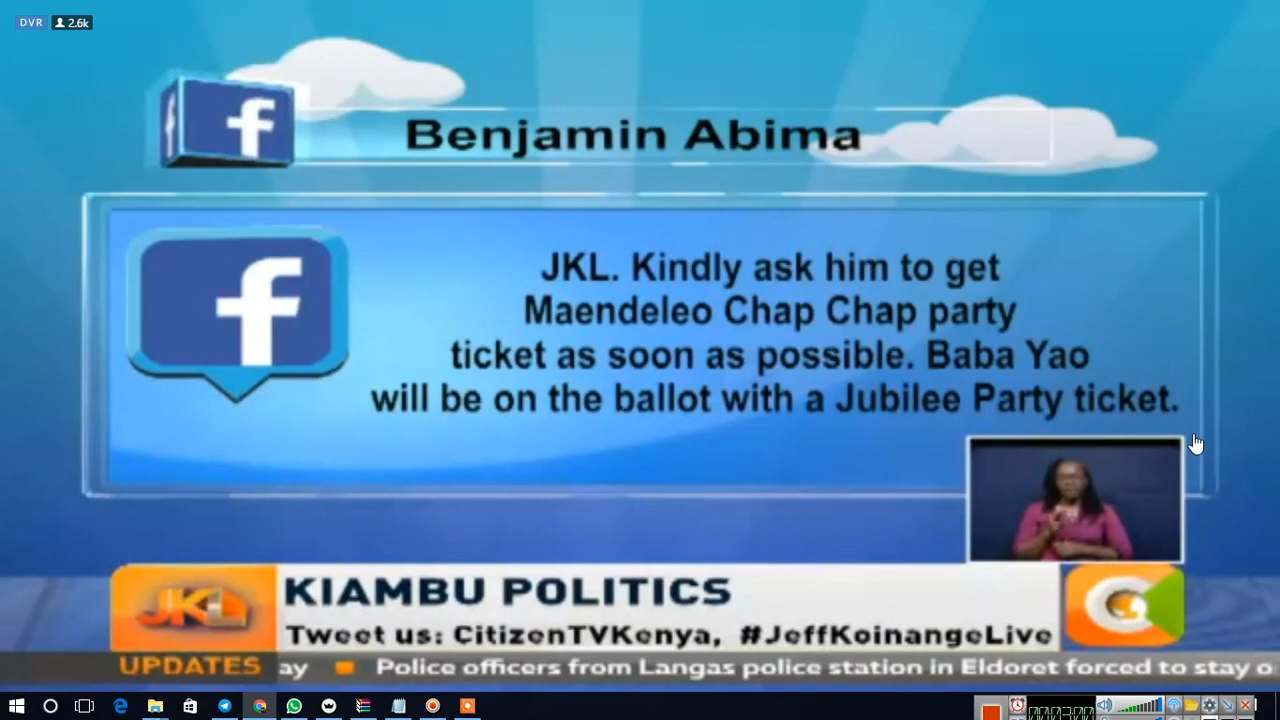 DVR 2.6k
f
Benjamin Abima
f
JKL. Kindly ask him to get
Maendeleo Chap Chap party
ticket as soon as possible. Baba Yao
will be on the ballot with a Jubilee Party ticket.
JKL
KIAMBU POLITICS
Tweet us: CitizenTVKenya, #JeffKoinangeLive
UPDATES ay Police officers from Langas police station in Eldoret forced to stay o